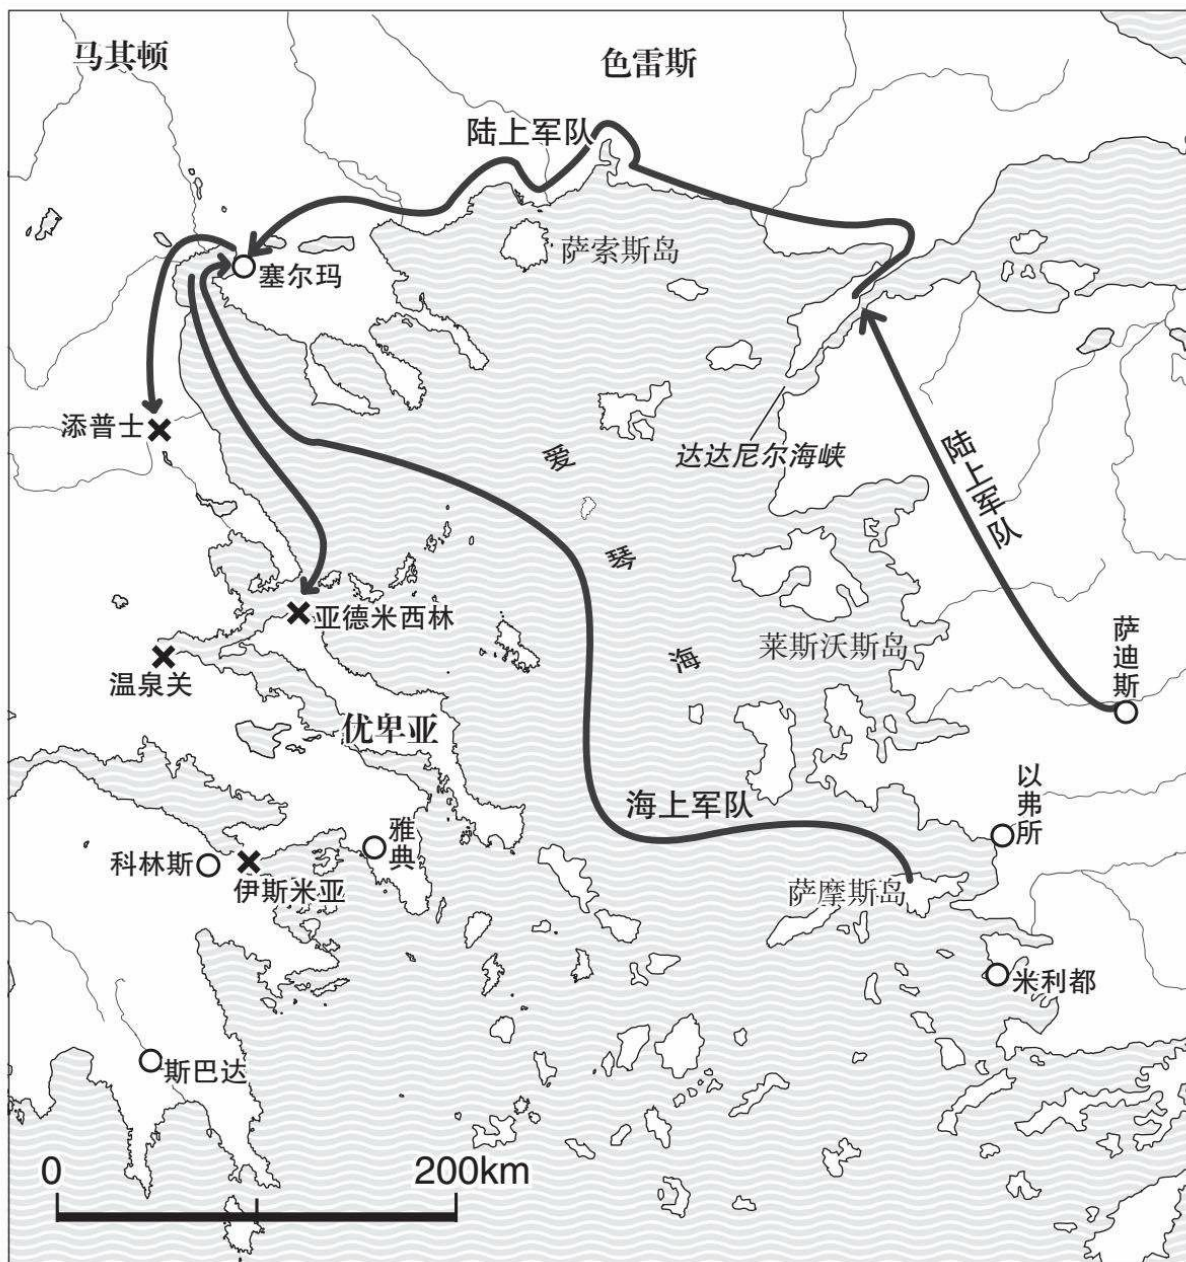 马其顿
色雷斯
陆上军队
萨索斯岛
塞尔玛
添普士
达达尼尔海峡
爱琴海
陆上军队
亚德米西林
萨迪斯
莱斯沃斯岛
温泉关
优卑亚
以弗所
海上军队
雅典
科林斯
伊斯米亚
萨摩斯岛
米利都
斯巴达
0
200km